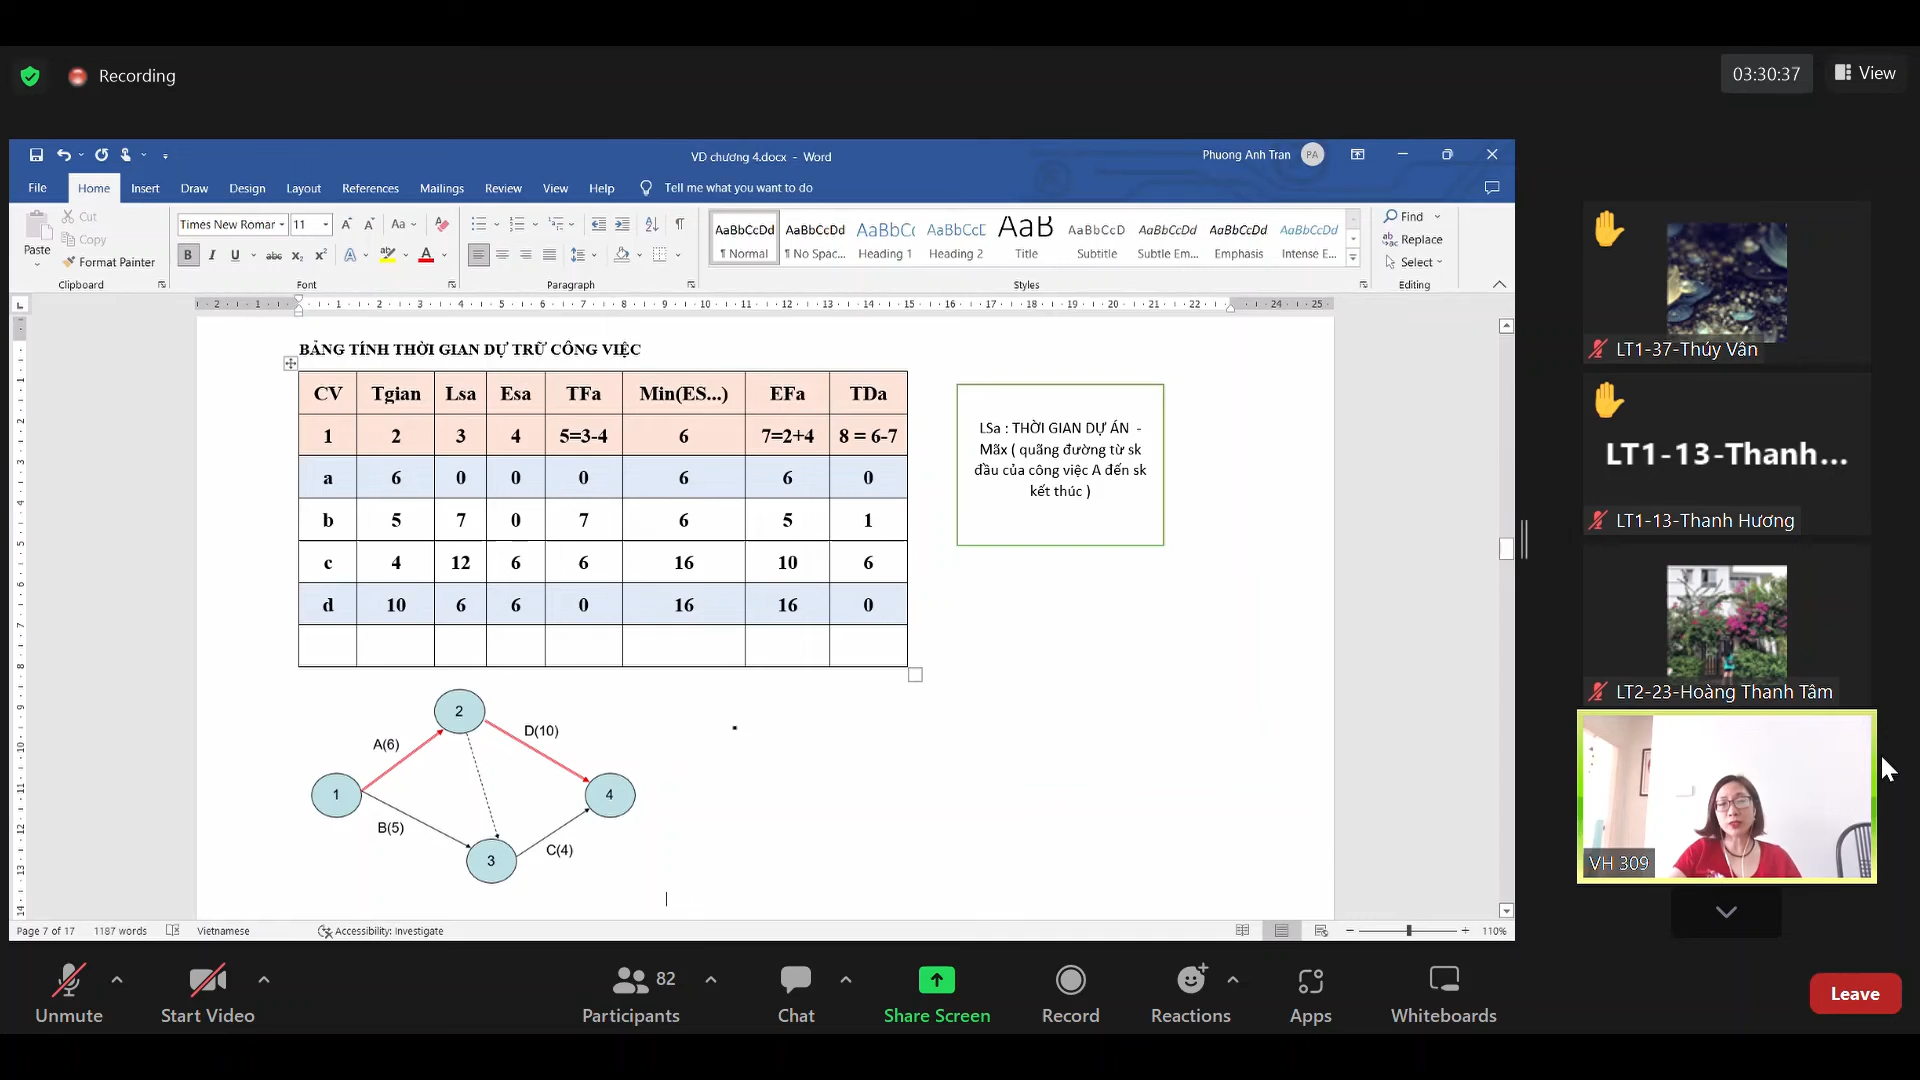 Recording
03:30:37
View
VD chương 4.docx - Word
Phuong Anh Tran
PA
File Home Insert Draw Design Layout References Mailings Review View Help Tell me what you want to do
Paste
Cut
Copy
Format Painter
Clipboard
Times New Romar 11
Font
Paragraph
AaBbCcDd AaBbCcDd AaBbC( AaBbCcE AaB AaBbCcD AaBbCcDd AaBbCcDd AaBbCcDd
¶ Normal ¶ No Spac... Heading 1 Heading 2 Title Subtitle Subtle Em... Emphasis Intense E...
Styles
Find
Replace
Select
Editing
BẢNG TÍNH THỜI GIAN DỰ TRỮ CÔNG VIỆC
CV Tgian Lsa Esa TFa Min(ES...) EFa TDa
1 2 3 4 5=3-4 6 7=2+4 8 = 6-7
a 6 0 0 0 6 6 0
b 5 7 0 7 6 5 1
c 4 12 6 6 16 10 6
d 10 6 6 0 16 16 0
LSa : THỜI GIAN DỰ ÁN -
Mãx ( quãng đường từ sk
đầu của công việc A đến sk
kết thúc )
2
A(6)
D(10)
1
4
B(5)
3
C(4)
Page 7 of 17 1187 words Vietnamese Accessibility: Investigate 110%
LT1-37-Thúy Vân
LT1-13-Thanh...
LT1-13-Thanh Hương
LT2-23-Hoàng Thanh Tâm
VH 309
Unmute
Start Video
82
Participants
Chat
Share Screen
Record
Reactions
Apps
Whiteboards
Leave